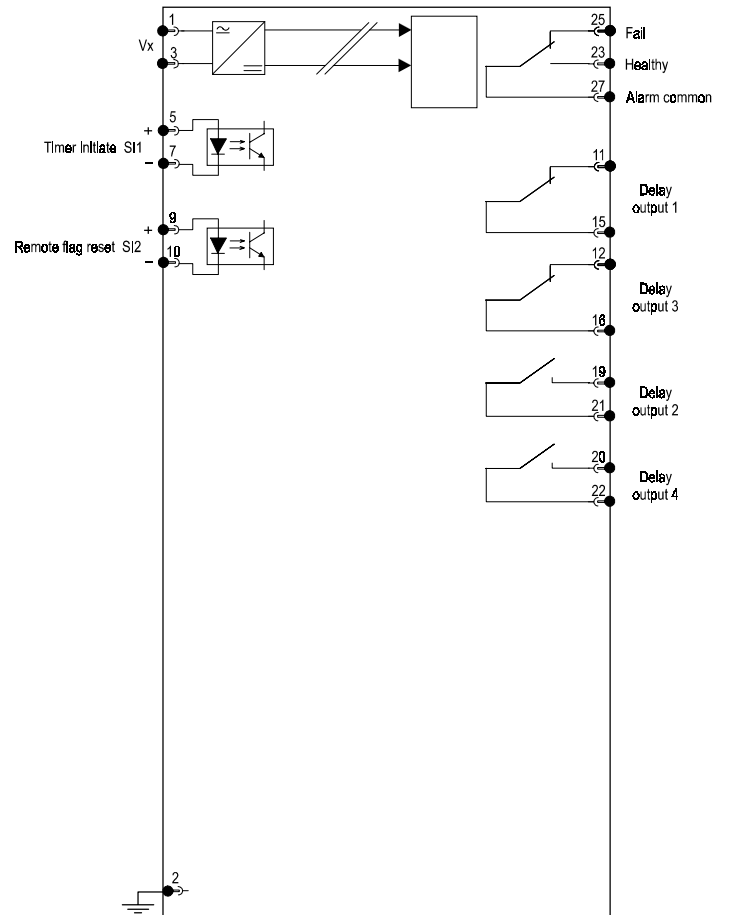 1
Vx
3
5
+
Timer initiate SI1
7
–
9
+
Remote flag reset SI2
10
–
2
25
Fail
23
Healthy
27
Alarm common
11
Delay
output 1
15
12
Delay
output 3
16
19
Delay
output 2
21
20
Delay
output 4
22